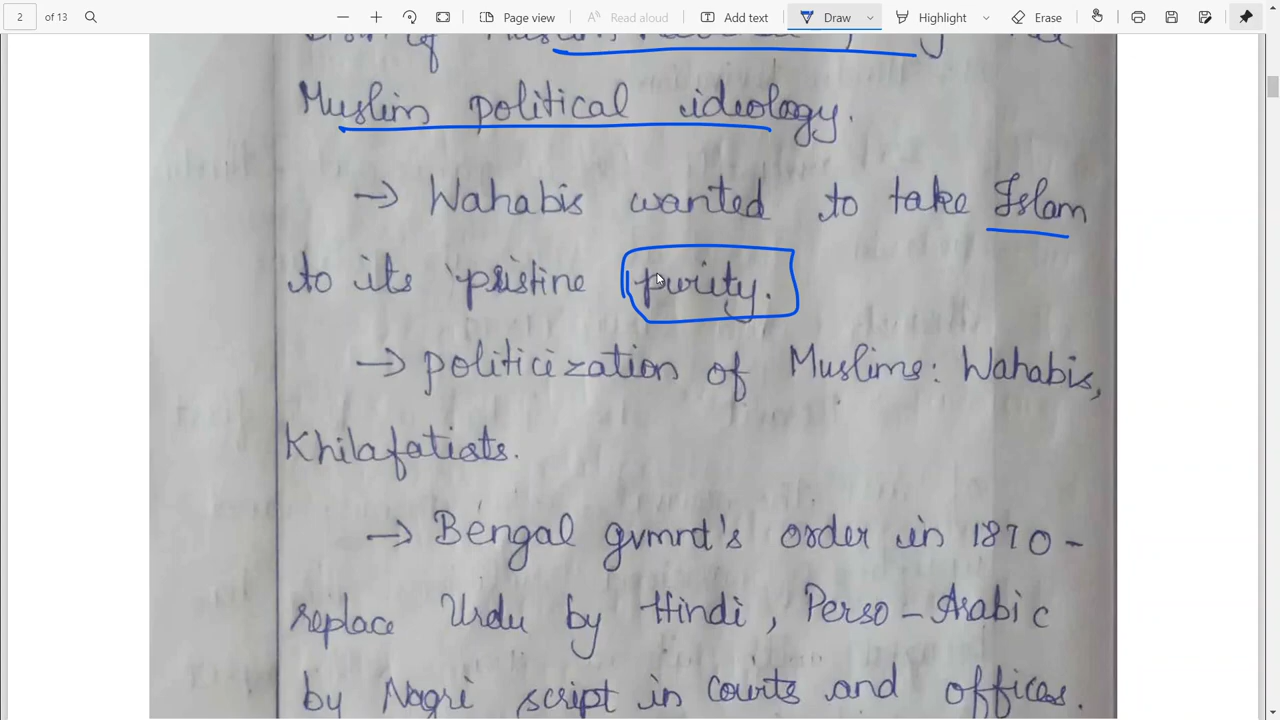 2 of 13 Page view Read aloud Add text Draw Highlight Erase
Muslim political ideology.
→ Wahabis wanted to take Islam
to its pristine purity.
→ politicization of Muslims: Wahabis,
Khilafatists.
→ Bengal gvmnt's order in 1870 -
replace Urdu by Hindi, Perso-Arabic
by Nagri script in courts and offices.